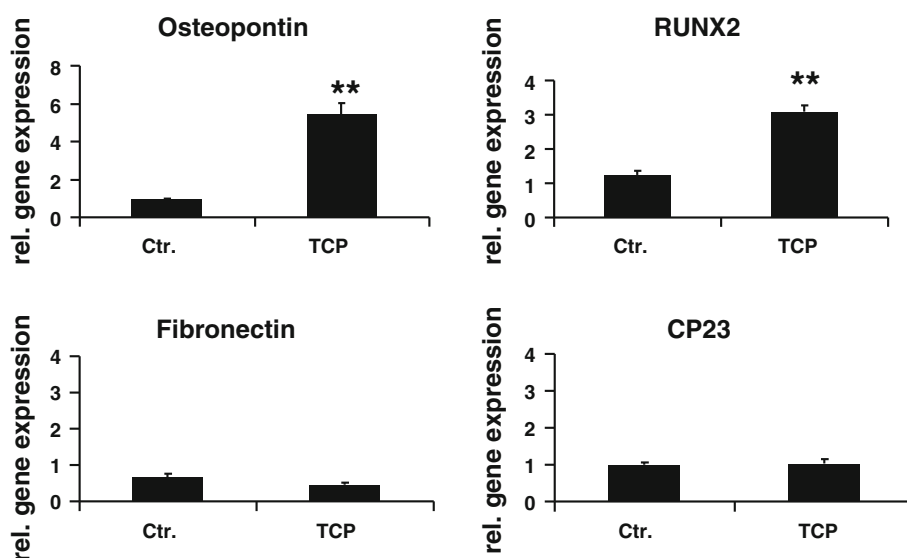 Osteopontin
rel. gene expression
8
6
4
2
0
**
Ctr. TCP
RUNX2
rel. gene expression
4
3
2
1
0
**
Ctr. TCP
Fibronectin
rel. gene expression
4
3
2
1
0
Ctr. TCP
CP23
rel. gene expression
4
3
2
1
0
Ctr. TCP